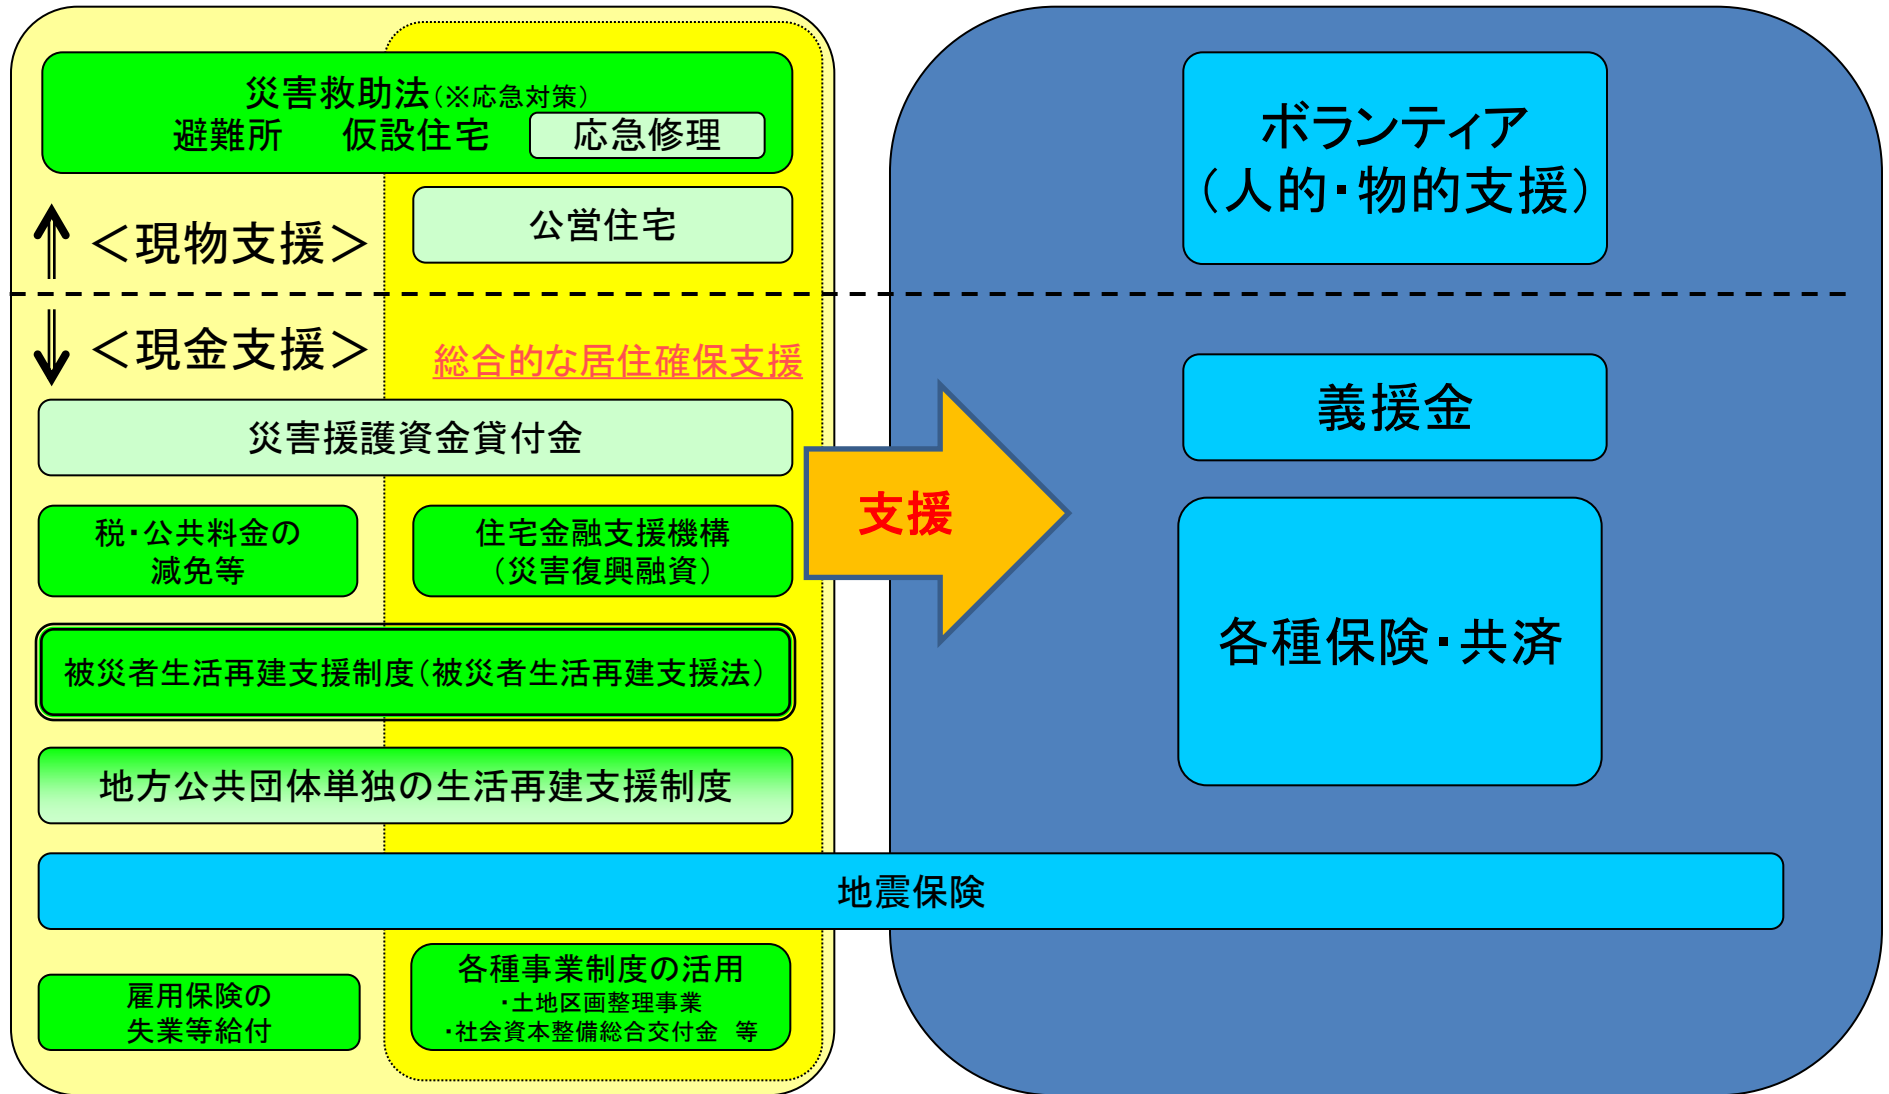 災害救助法(※応急対策)
避難所 仮設住宅 応急修理
公営住宅
<現物支援>
<現金支援>
総合的な居住確保支援
災害援護資金貸付金
税・公共料金の
減免等
住宅金融支援機構
(災害復興融資)
被災者生活再建支援制度(被災者生活再建支援法)
地方公共団体単独の生活再建支援制度
地震保険
雇用保険の
失業等給付
各種事業制度の活用
・土地区画整理事業
・社会資本整備総合交付金 等
支援
ボランティア
(人的・物的支援)
義援金
各種保険・共済